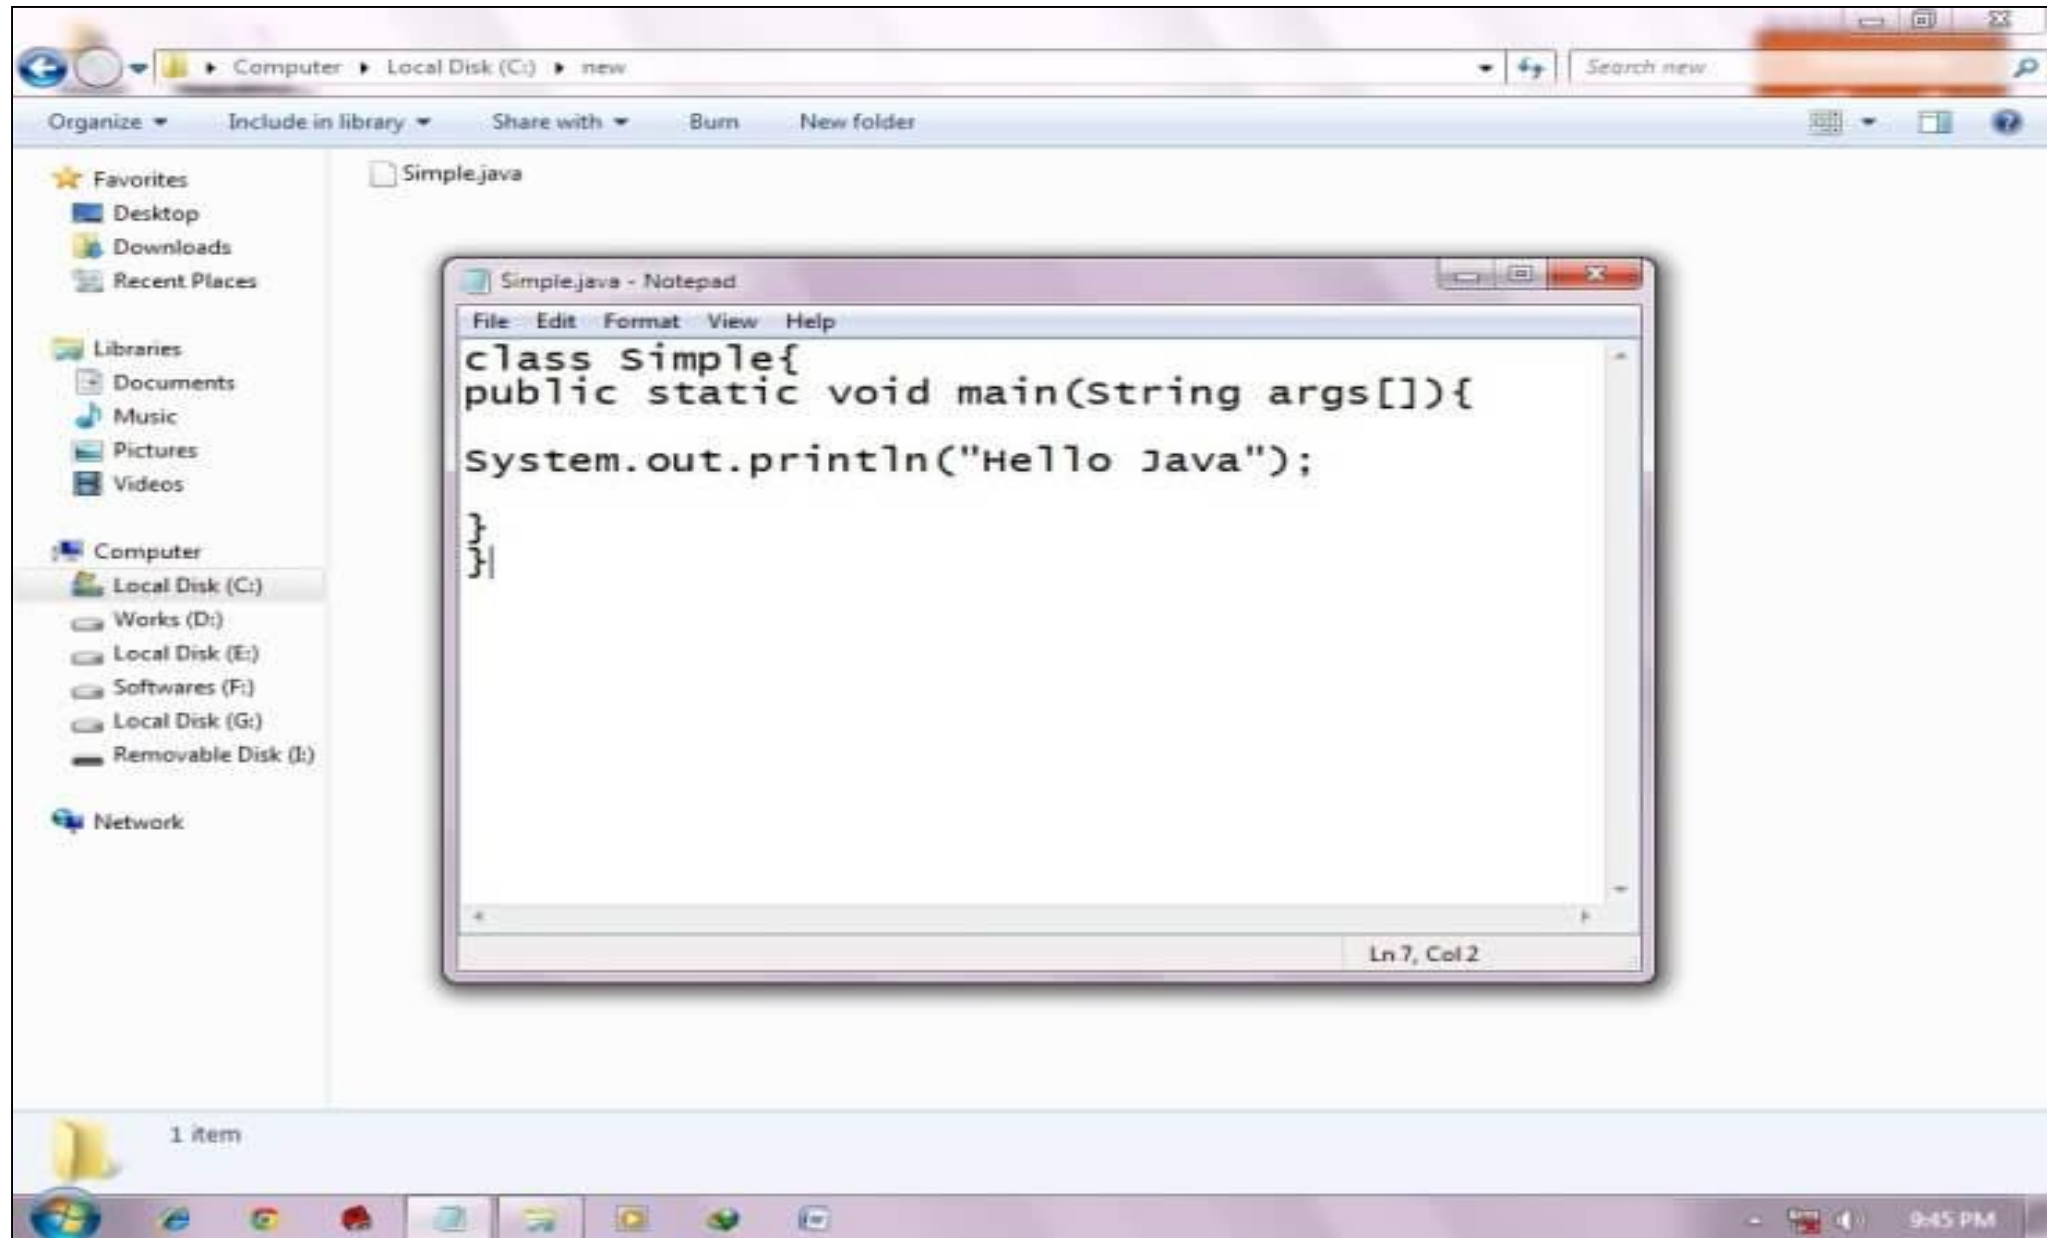 Computer ▸ Local Disk (C:) ▸ new
Search new
Organize
Include in library
Share with
Burn
New folder
Favorites
Desktop
Downloads
Recent Places
Libraries
Documents
Music
Pictures
Videos
Computer
Local Disk (C:)
Works (D:)
Local Disk (E:)
Softwares (F:)
Local Disk (G:)
Removable Disk (I:)
Network
Simple.java
Simple.java - Notepad
File Edit Format View Help
class Simple{
public static void main(String args[]){
System.out.println("Hello Java");
}
}
Ln 7, Col 2
1 item
9:45 PM